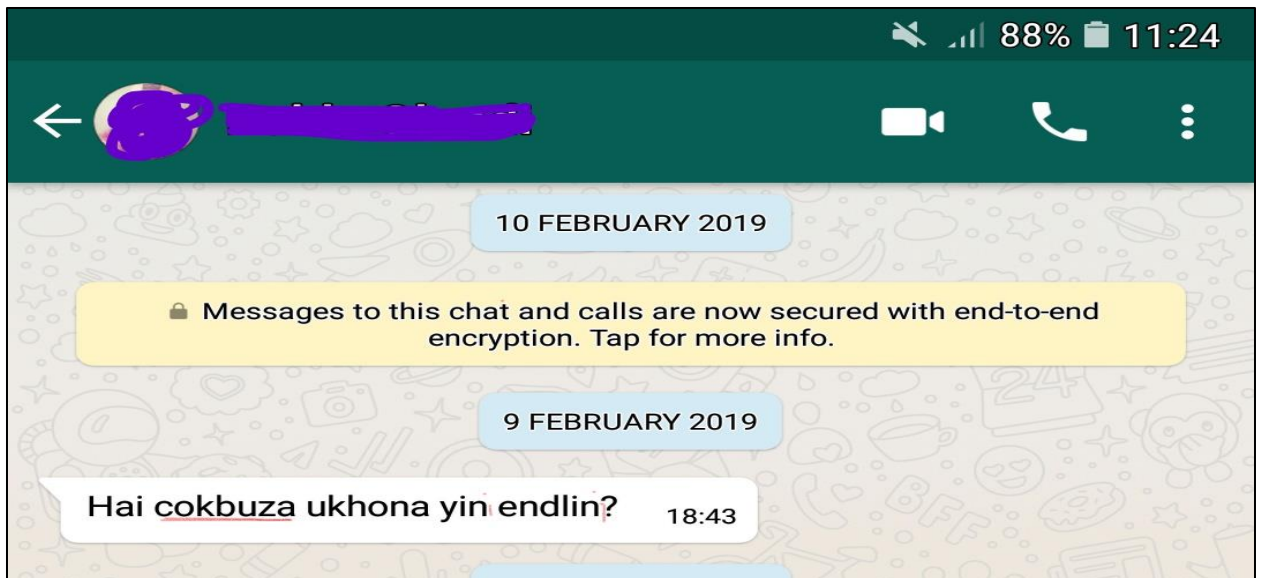 88% 11:24
10 FEBRUARY 2019
Messages to this chat and calls are now secured with end-to-end
encryption. Tap for more info.
9 FEBRUARY 2019
Hai cokbuza ukhona yin endlin? 18:43